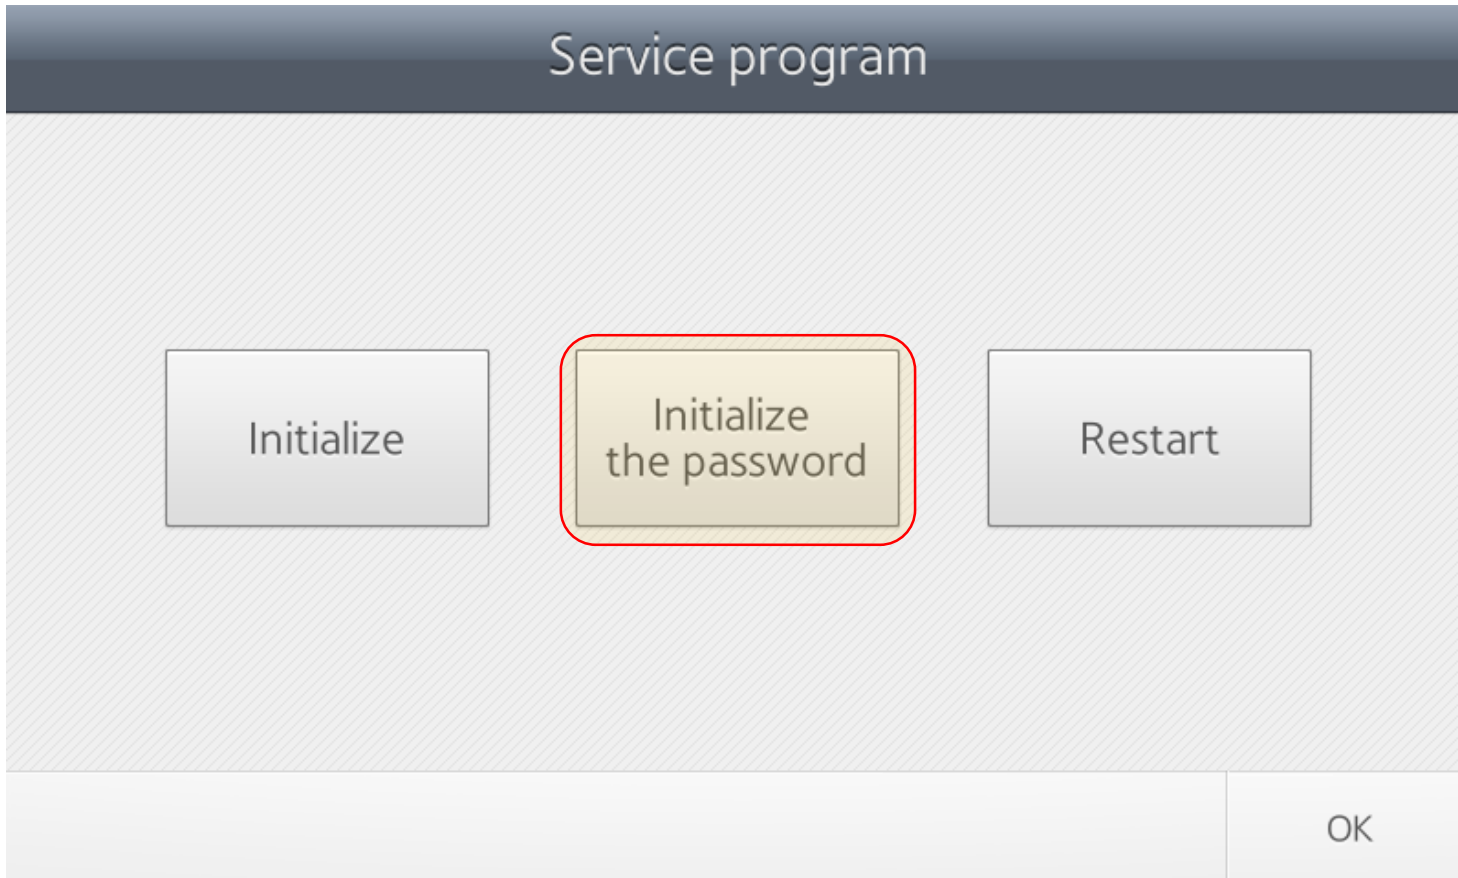 Service program
Initialize
Initialize
the password
Restart
OK